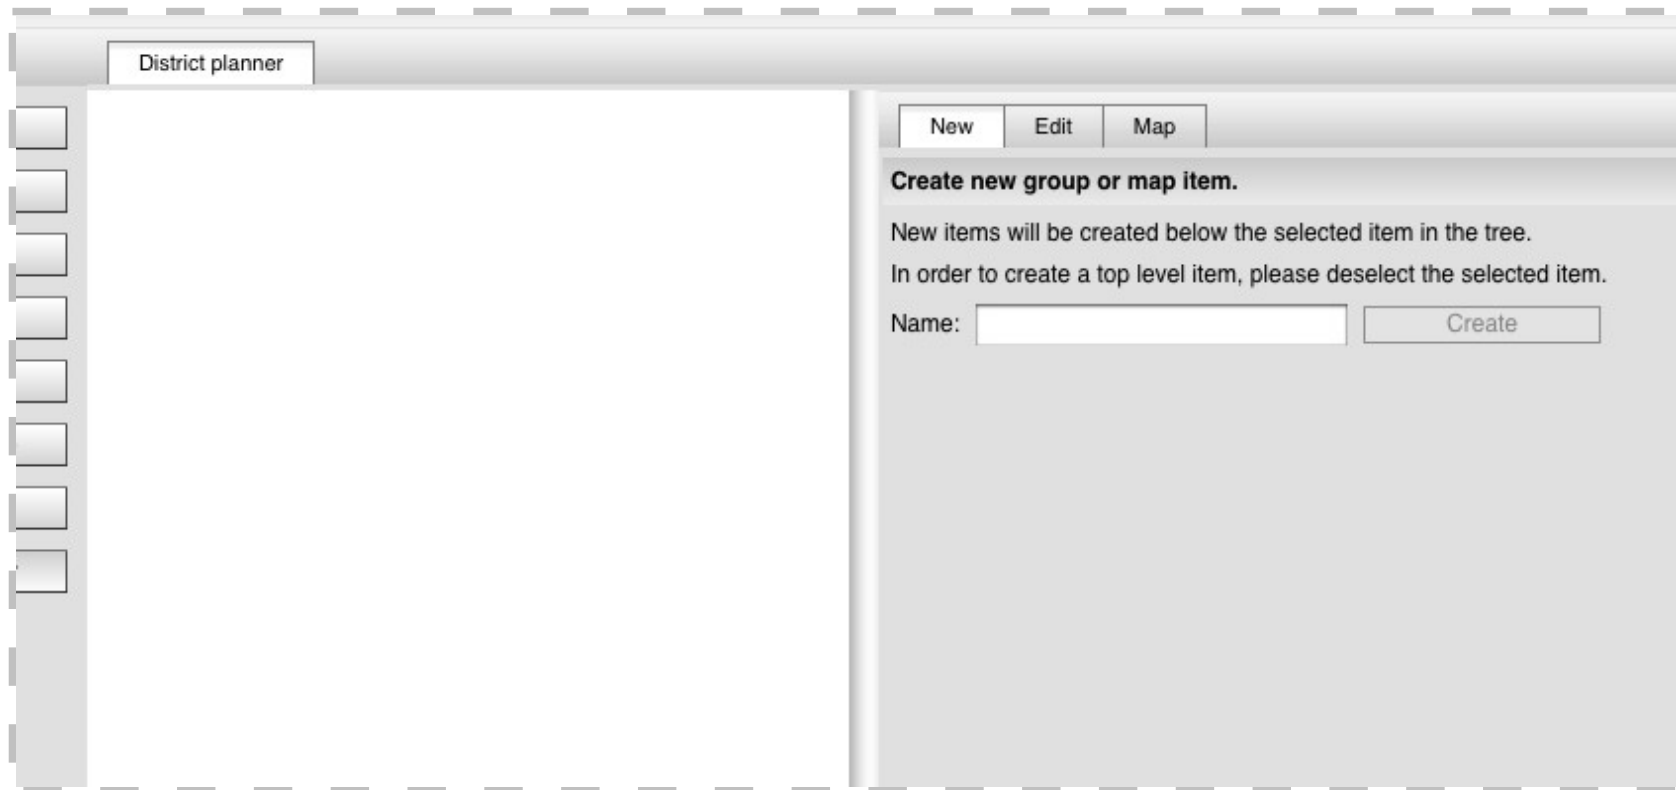 District planner
New Edit Map
Create new group or map item.
New items will be created below the selected item in the tree.
In order to create a top level item, please deselect the selected item.
Name: Create